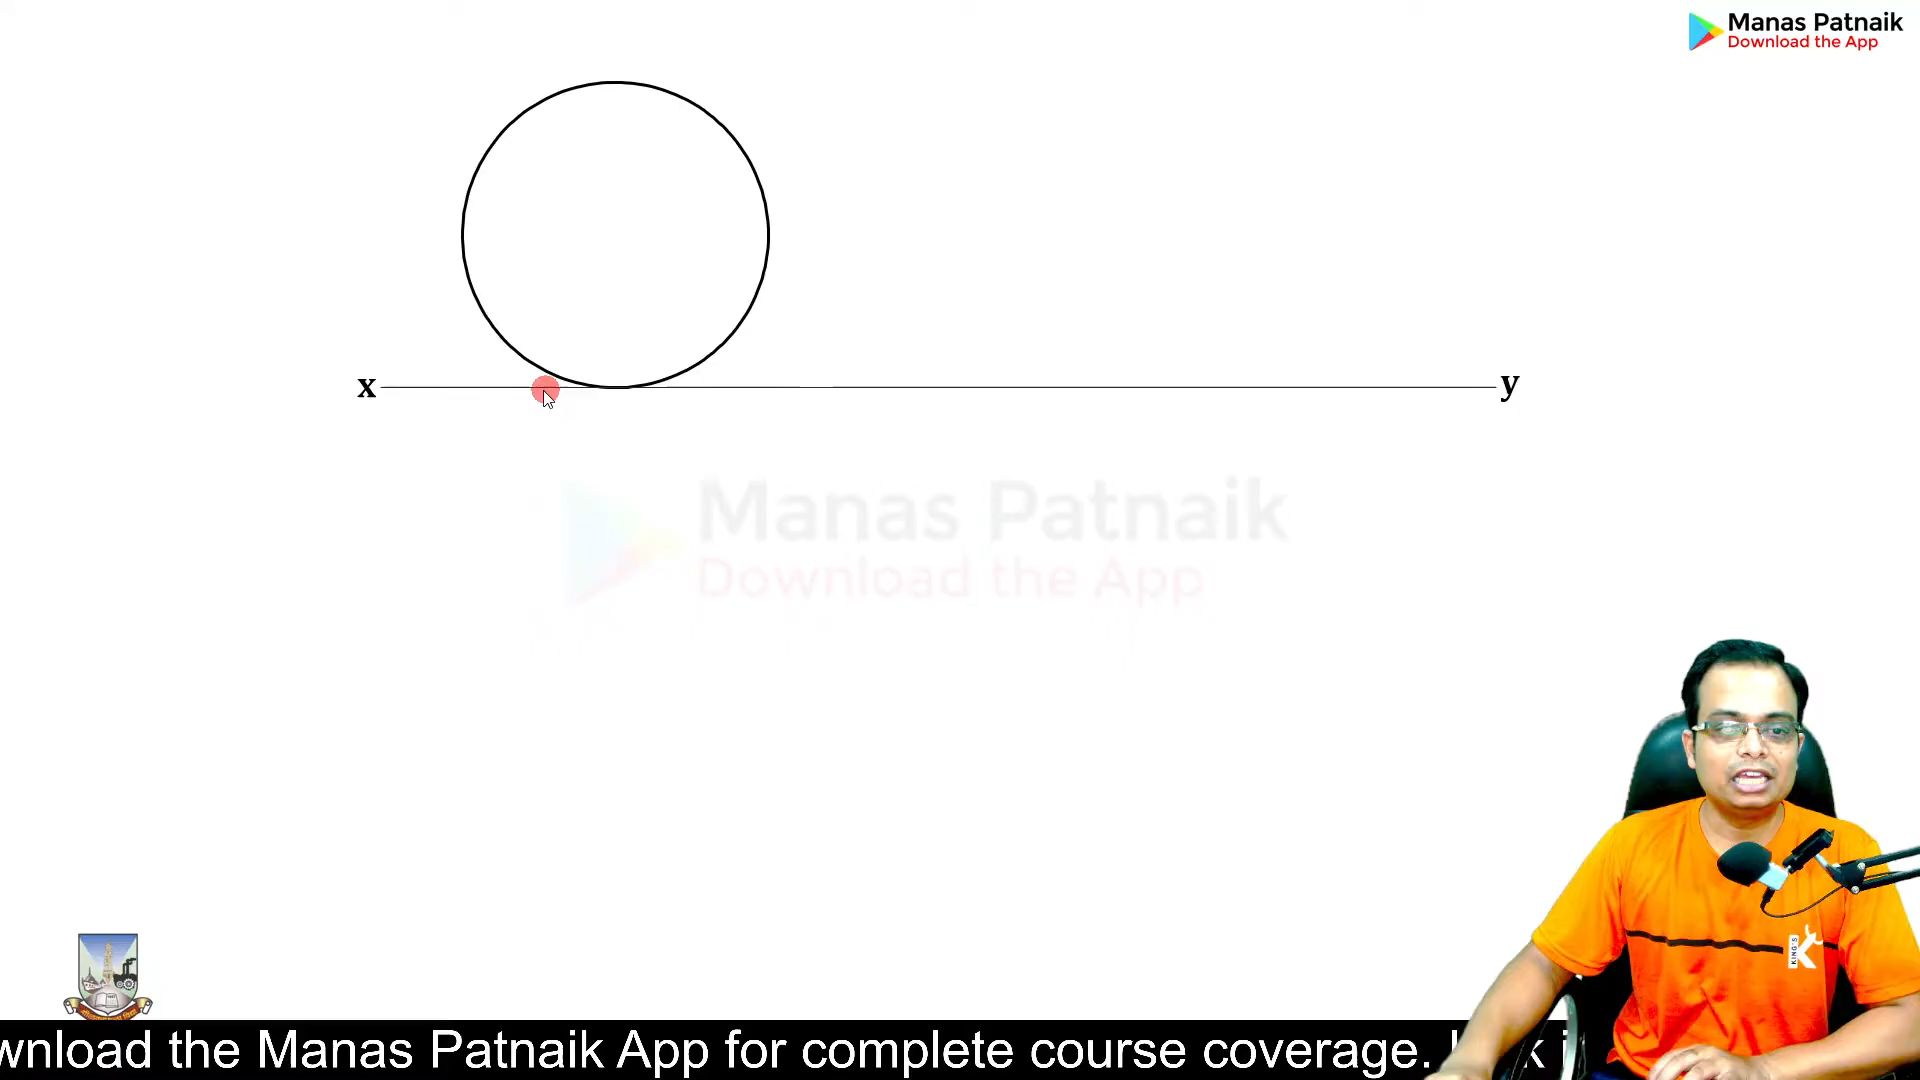 Manas Patnaik
Download the App
x
y
Manas Patnaik
Download the App
KING'S
K
wnload the Manas Patnaik App for complete course coverage.